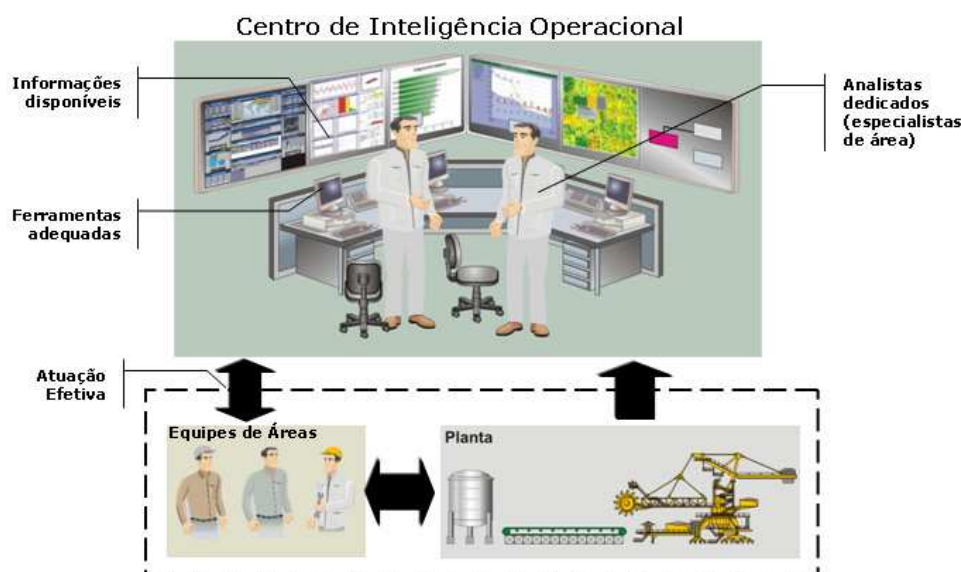 Centro de Inteligência Operacional
Informações
disponíveis
Analistas
dedicados
(especialistas
de área)
Ferramentas
adequadas
Atuação
Efetiva
Equipes de Áreas
Planta